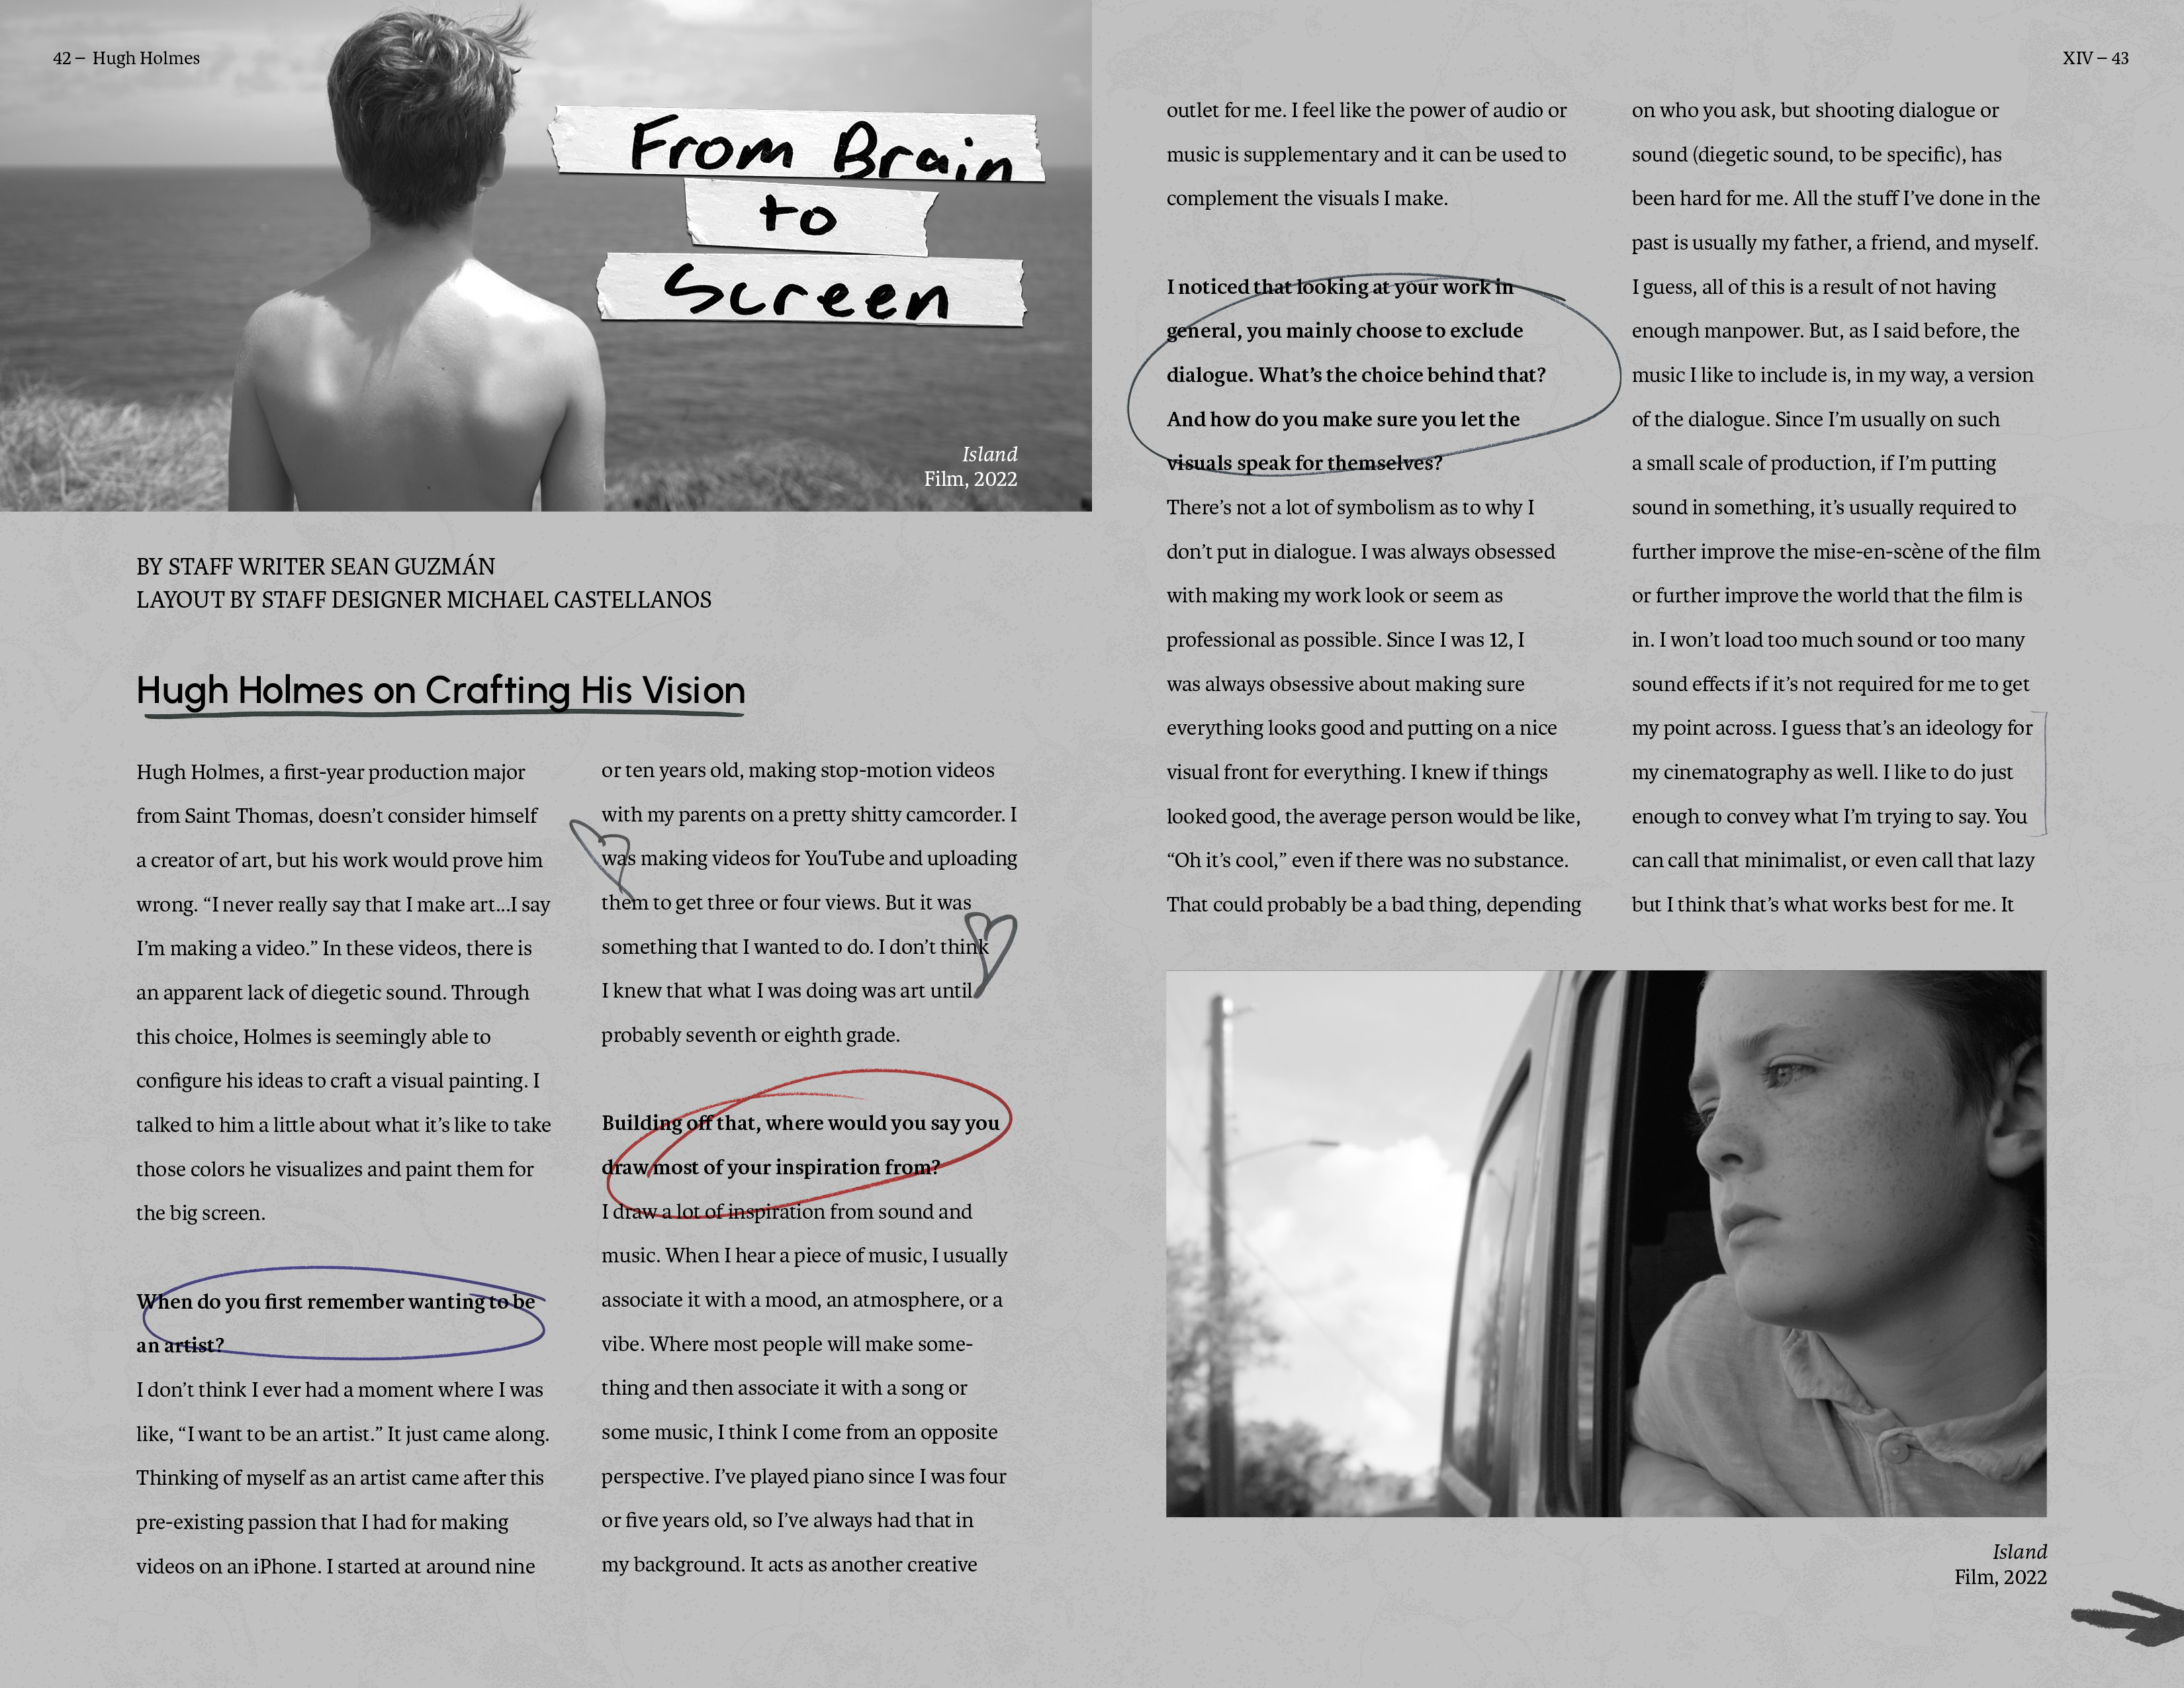 42 – Hugh Holmes
From Brain
to
Screen
Island
Film, 2022
BY STAFF WRITER SEAN GUZMÁN
LAYOUT BY STAFF DESIGNER MICHAEL CASTELLANOS
Hugh Holmes on Crafting His Vision
Hugh Holmes, a first-year production major
from Saint Thomas, doesn’t consider himself
a creator of art, but his work would prove him
wrong. “I never really say that I make art...I say
I’m making a video.” In these videos, there is
an apparent lack of diegetic sound. Through
this choice, Holmes is seemingly able to
configure his ideas to craft a visual painting. I
talked to him a little about what it’s like to take
those colors he visualizes and paint them for
the big screen.
When do you first remember wanting to be
an artist?
I don’t think I ever had a moment where I was
like, “I want to be an artist.” It just came along.
Thinking of myself as an artist came after this
pre-existing passion that I had for making
videos on an iPhone. I started at around nine
or ten years old, making stop-motion videos
with my parents on a pretty shitty camcorder. I
was making videos for YouTube and uploading
them to get three or four views. But it was
something that I wanted to do. I don’t think
I knew that what I was doing was art until
probably seventh or eighth grade.
Building off that, where would you say you
draw most of your inspiration from?
I draw a lot of inspiration from sound and
music. When I hear a piece of music, I usually
associate it with a mood, an atmosphere, or a
vibe. Where most people will make some-
thing and then associate it with a song or
some music, I think I come from an opposite
perspective. I’ve played piano since I was four
or five years old, so I’ve always had that in
my background. It acts as another creative
XIV – 43
outlet for me. I feel like the power of audio or
music is supplementary and it can be used to
complement the visuals I make.
I noticed that looking at your work in
general, you mainly choose to exclude
dialogue. What’s the choice behind that?
And how do you make sure you let the
visuals speak for themselves?
There’s not a lot of symbolism as to why I
don’t put in dialogue. I was always obsessed
with making my work look or seem as
professional as possible. Since I was 12, I
was always obsessive about making sure
everything looks good and putting on a nice
visual front for everything. I knew if things
looked good, the average person would be like,
“Oh it’s cool,” even if there was no substance.
That could probably be a bad thing, depending
on who you ask, but shooting dialogue or
sound (diegetic sound, to be specific), has
been hard for me. All the stuff I’ve done in the
past is usually my father, a friend, and myself.
I guess, all of this is a result of not having
enough manpower. But, as I said before, the
music I like to include is, in my way, a version
of the dialogue. Since I’m usually on such
a small scale of production, if I’m putting
sound in something, it’s usually required to
further improve the mise-en-scène of the film
or further improve the world that the film is
in. I won’t load too much sound or too many
sound effects if it’s not required for me to get
my point across. I guess that’s an ideology for
my cinematography as well. I like to do just
enough to convey what I’m trying to say. You
can call that minimalist, or even call that lazy
but I think that’s what works best for me. It
Island
Film, 2022